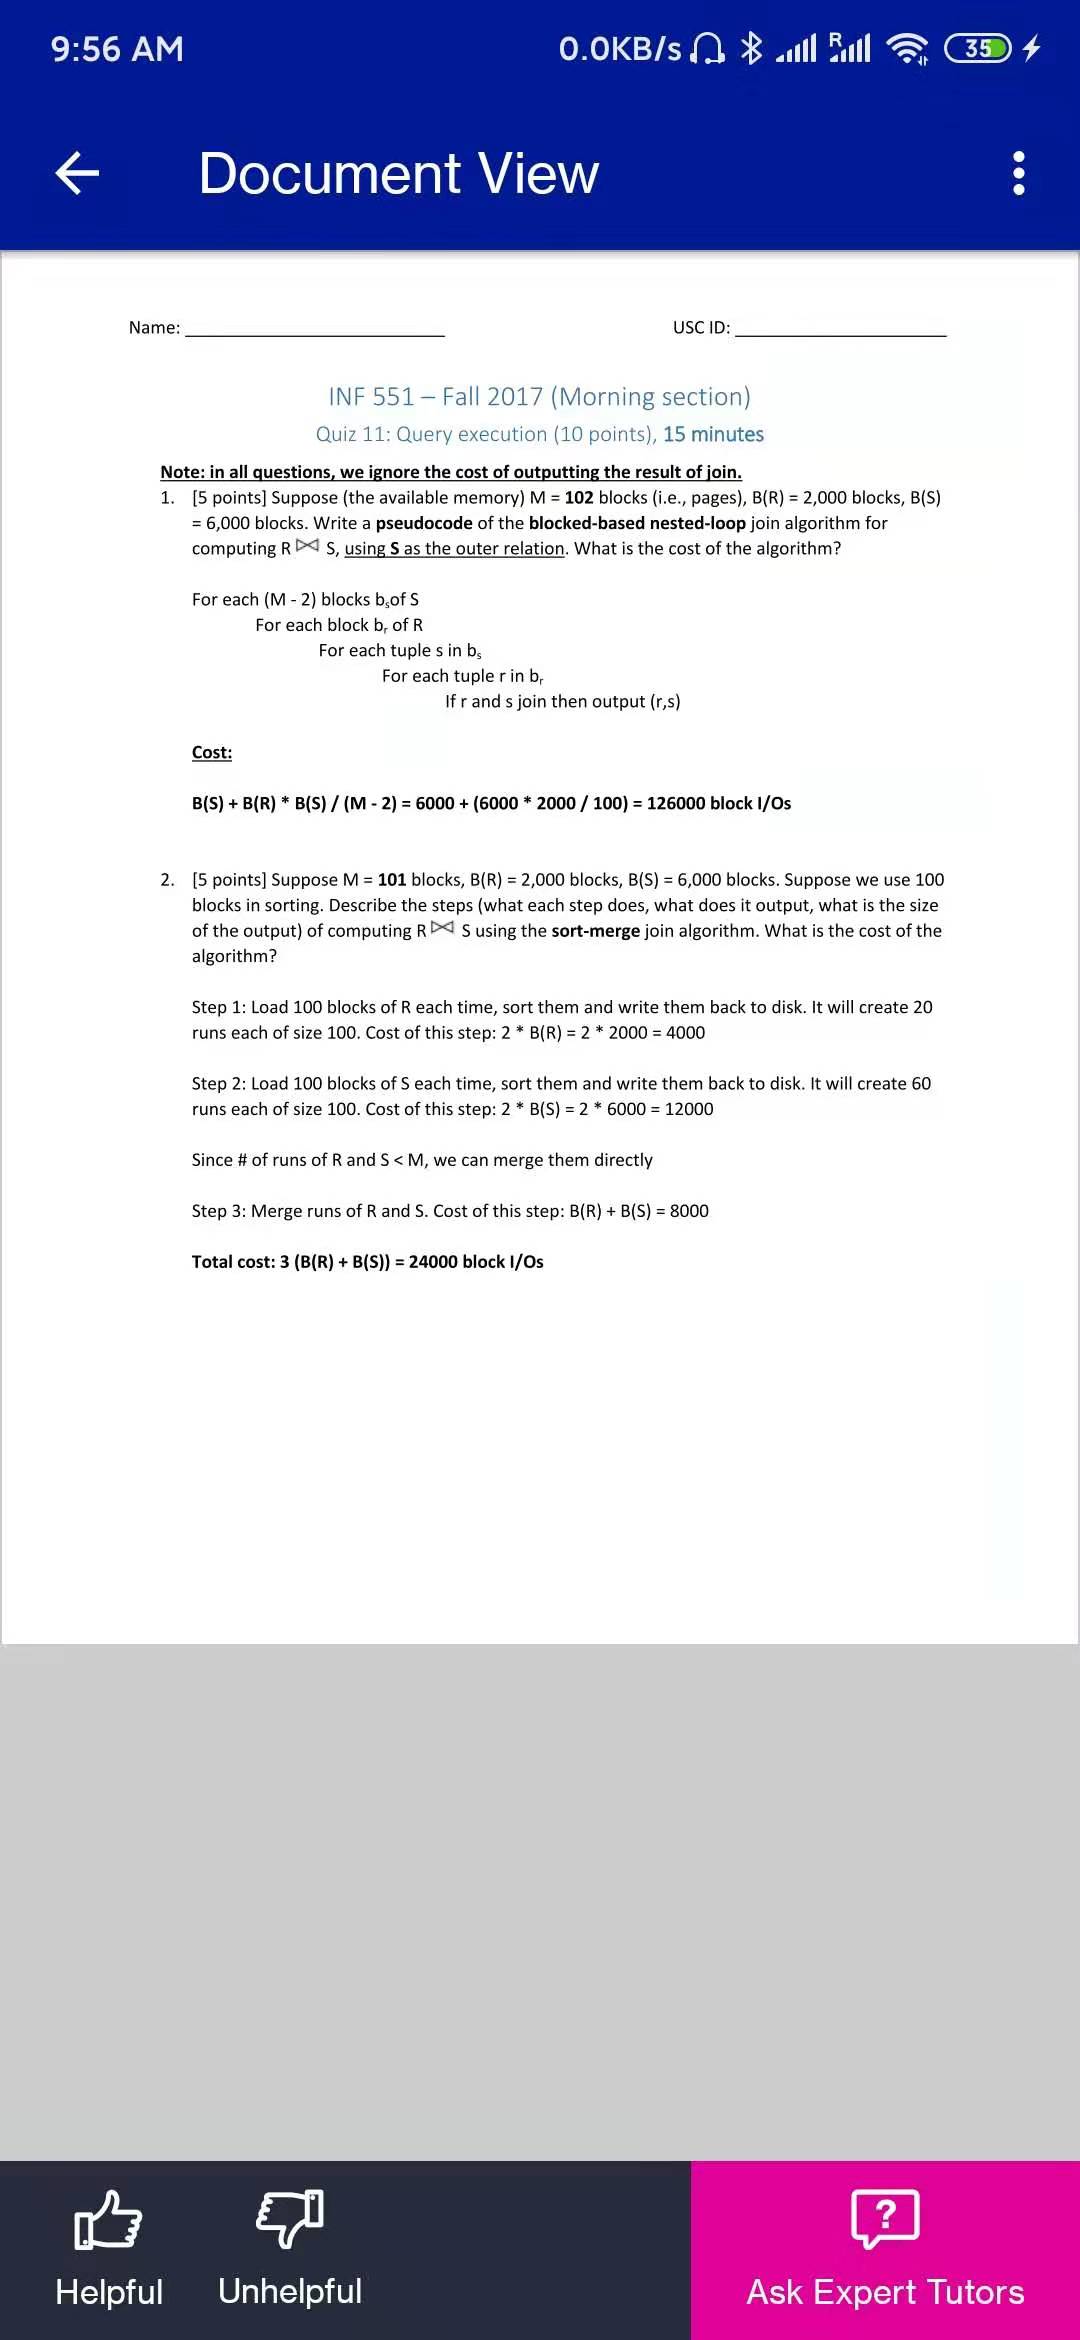 9:56 AM 0.0KB/s R 35
Document View
Name: USC ID:
INF 551 – Fall 2017 (Morning section)
Quiz 11: Query execution (10 points), 15 minutes
Note: in all questions, we ignore the cost of outputting the result of join.
1. [5 points] Suppose (the available memory) M = 102 blocks (i.e., pages), B(R) = 2,000 blocks, B(S)
= 6,000 blocks. Write a pseudocode of the blocked-based nested-loop join algorithm for
computing R ⋈ S, using S as the outer relation. What is the cost of the algorithm?
For each (M - 2) blocks bₛof S
For each block bᵣ of R
For each tuple s in bₛ
For each tuple r in bᵣ
If r and s join then output (r,s)
Cost:
B(S) + B(R) * B(S) / (M - 2) = 6000 + (6000 * 2000 / 100) = 126000 block I/Os
2. [5 points] Suppose M = 101 blocks, B(R) = 2,000 blocks, B(S) = 6,000 blocks. Suppose we use 100
blocks in sorting. Describe the steps (what each step does, what does it output, what is the size
of the output) of computing R ⋈ S using the sort-merge join algorithm. What is the cost of the
algorithm?
Step 1: Load 100 blocks of R each time, sort them and write them back to disk. It will create 20
runs each of size 100. Cost of this step: 2 * B(R) = 2 * 2000 = 4000
Step 2: Load 100 blocks of S each time, sort them and write them back to disk. It will create 60
runs each of size 100. Cost of this step: 2 * B(S) = 2 * 6000 = 12000
Since # of runs of R and S < M, we can merge them directly
Step 3: Merge runs of R and S. Cost of this step: B(R) + B(S) = 8000
Total cost: 3 (B(R) + B(S)) = 24000 block I/Os
?
Helpful Unhelpful Ask Expert Tutors